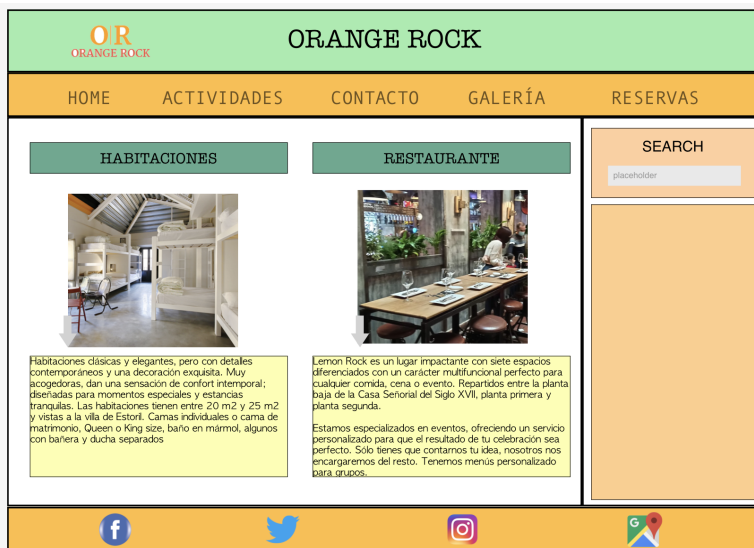 O|R
ORANGE ROCK
ORANGE ROCK
HOME
ACTIVIDADES
CONTACTO
GALERÍA
RESERVAS
HABITACIONES
Habitaciones clásicas y elegantes, pero con detalles
contemporáneos y una decoración exquisita. Muy
acogedoras, dan una sensación de confort intemporal;
diseñadas para momentos especiales y estancias
tranquilas. Las habitaciones tienen entre 20 m2 y 25 m2
y vistas a la villa de Estoril. Camas individuales o cama de
matrimonio, Queen o King size, baño en mármol, algunos
con bañera y ducha separados
RESTAURANTE
Lemon Rock es un lugar impactante con siete espacios
diferenciados con un carácter multifuncional perfecto para
cualquier comida, cena o evento. Repartidos entre la planta
baja de la Casa Señorial del Siglo XVII, planta primera y
planta segunda.
Estamos especializados en eventos, ofreciendo un servicio
personalizado para que el resultado de tu celebración sea
perfecto. Sólo tienes que contarnos tu idea, nosotros nos
encargaremos del resto. Tenemos menús personalizado
para grupos.
SEARCH
placeholder
f
G